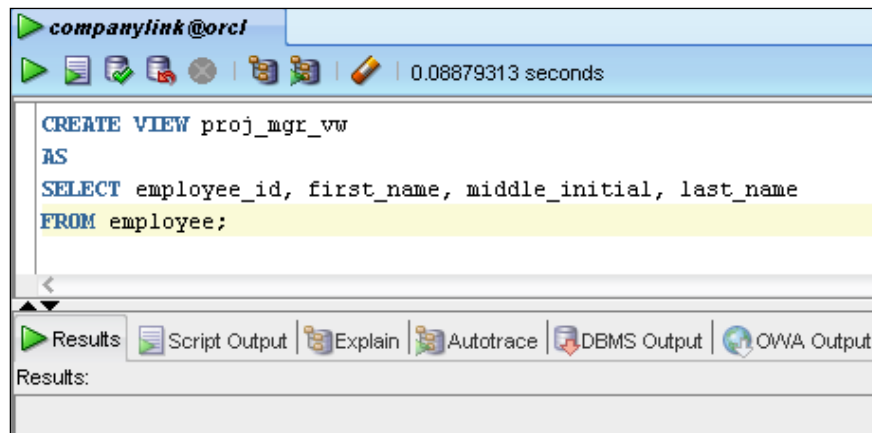 companylink@orcl
0.08879313 seconds
CREATE VIEW proj_mgr_vw
AS
SELECT employee_id, first_name, middle_initial, last_name
FROM employee;
Results Script Output Explain Autotrace DBMS Output OWA Output
Results: